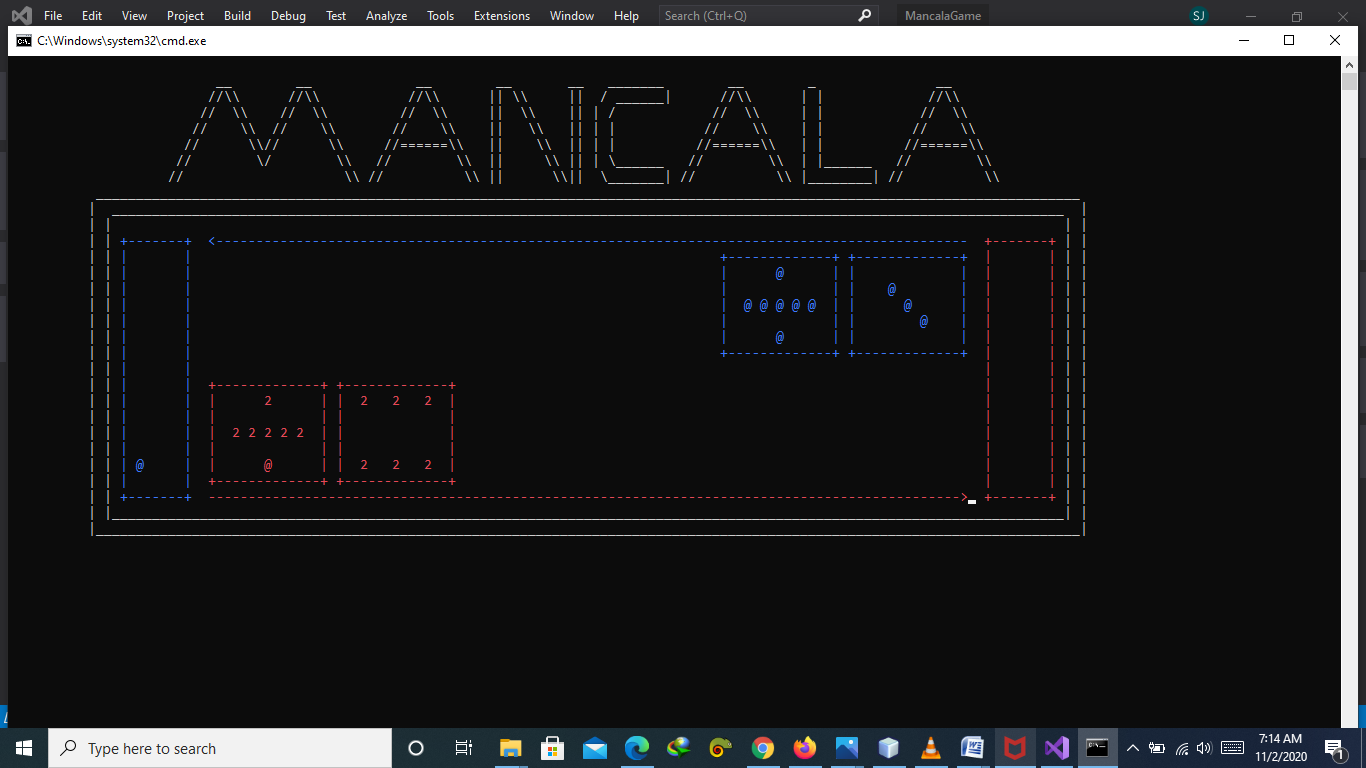 File Edit View Project Build Debug Test Analyze Tools Extensions Window Help Search (Ctrl+Q) MancalaGame SJ
C:\Windows\system32\cmd.exe
MANCALA
@
@
@ @ @ @ @ @
@
@
2 2 2 2
2 2 2 2 2
@ @ 2 2 2
Type here to search
7:14 AM
11/2/2020
1